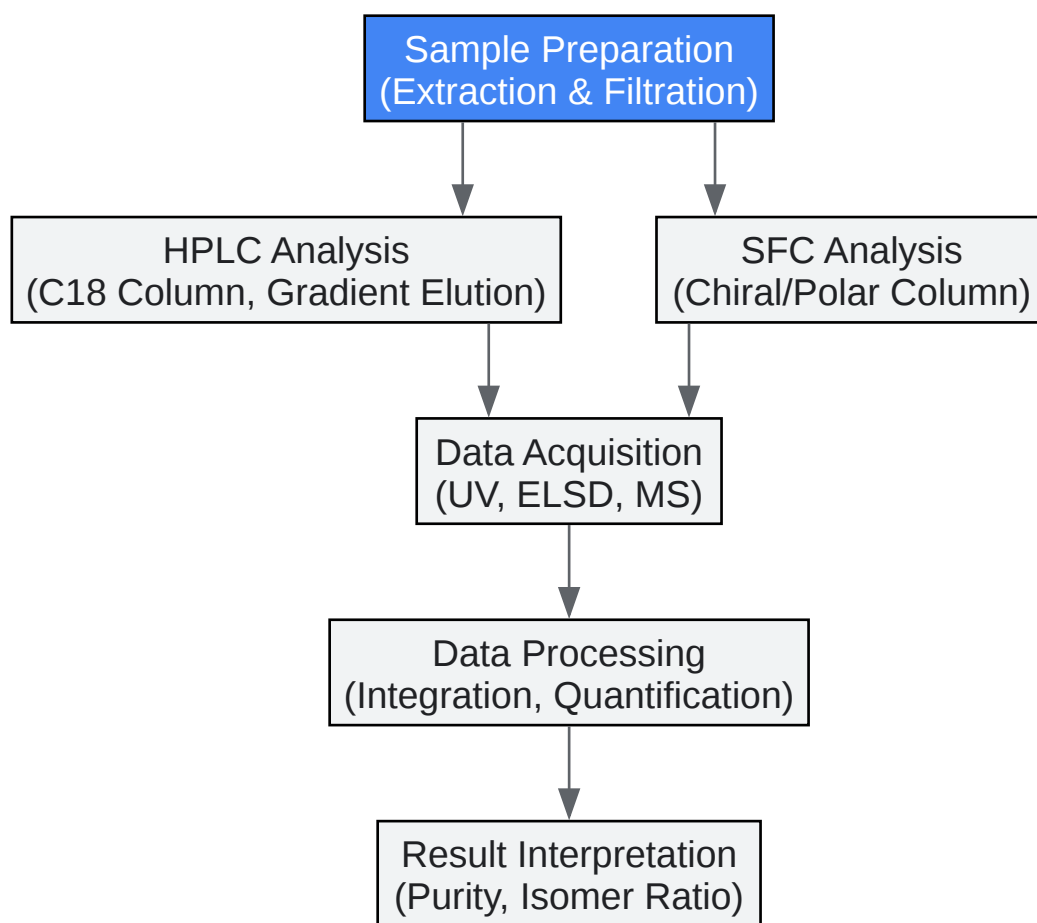 Sample Preparation
(Extraction & Filtration)
HPLC Analysis
(C18 Column, Gradient Elution)
SFC Analysis
(Chiral/Polar Column)
Data Acquisition
(UV, ELSD, MS)
Data Processing
(Integration, Quantification)
Result Interpretation
(Purity, Isomer Ratio)